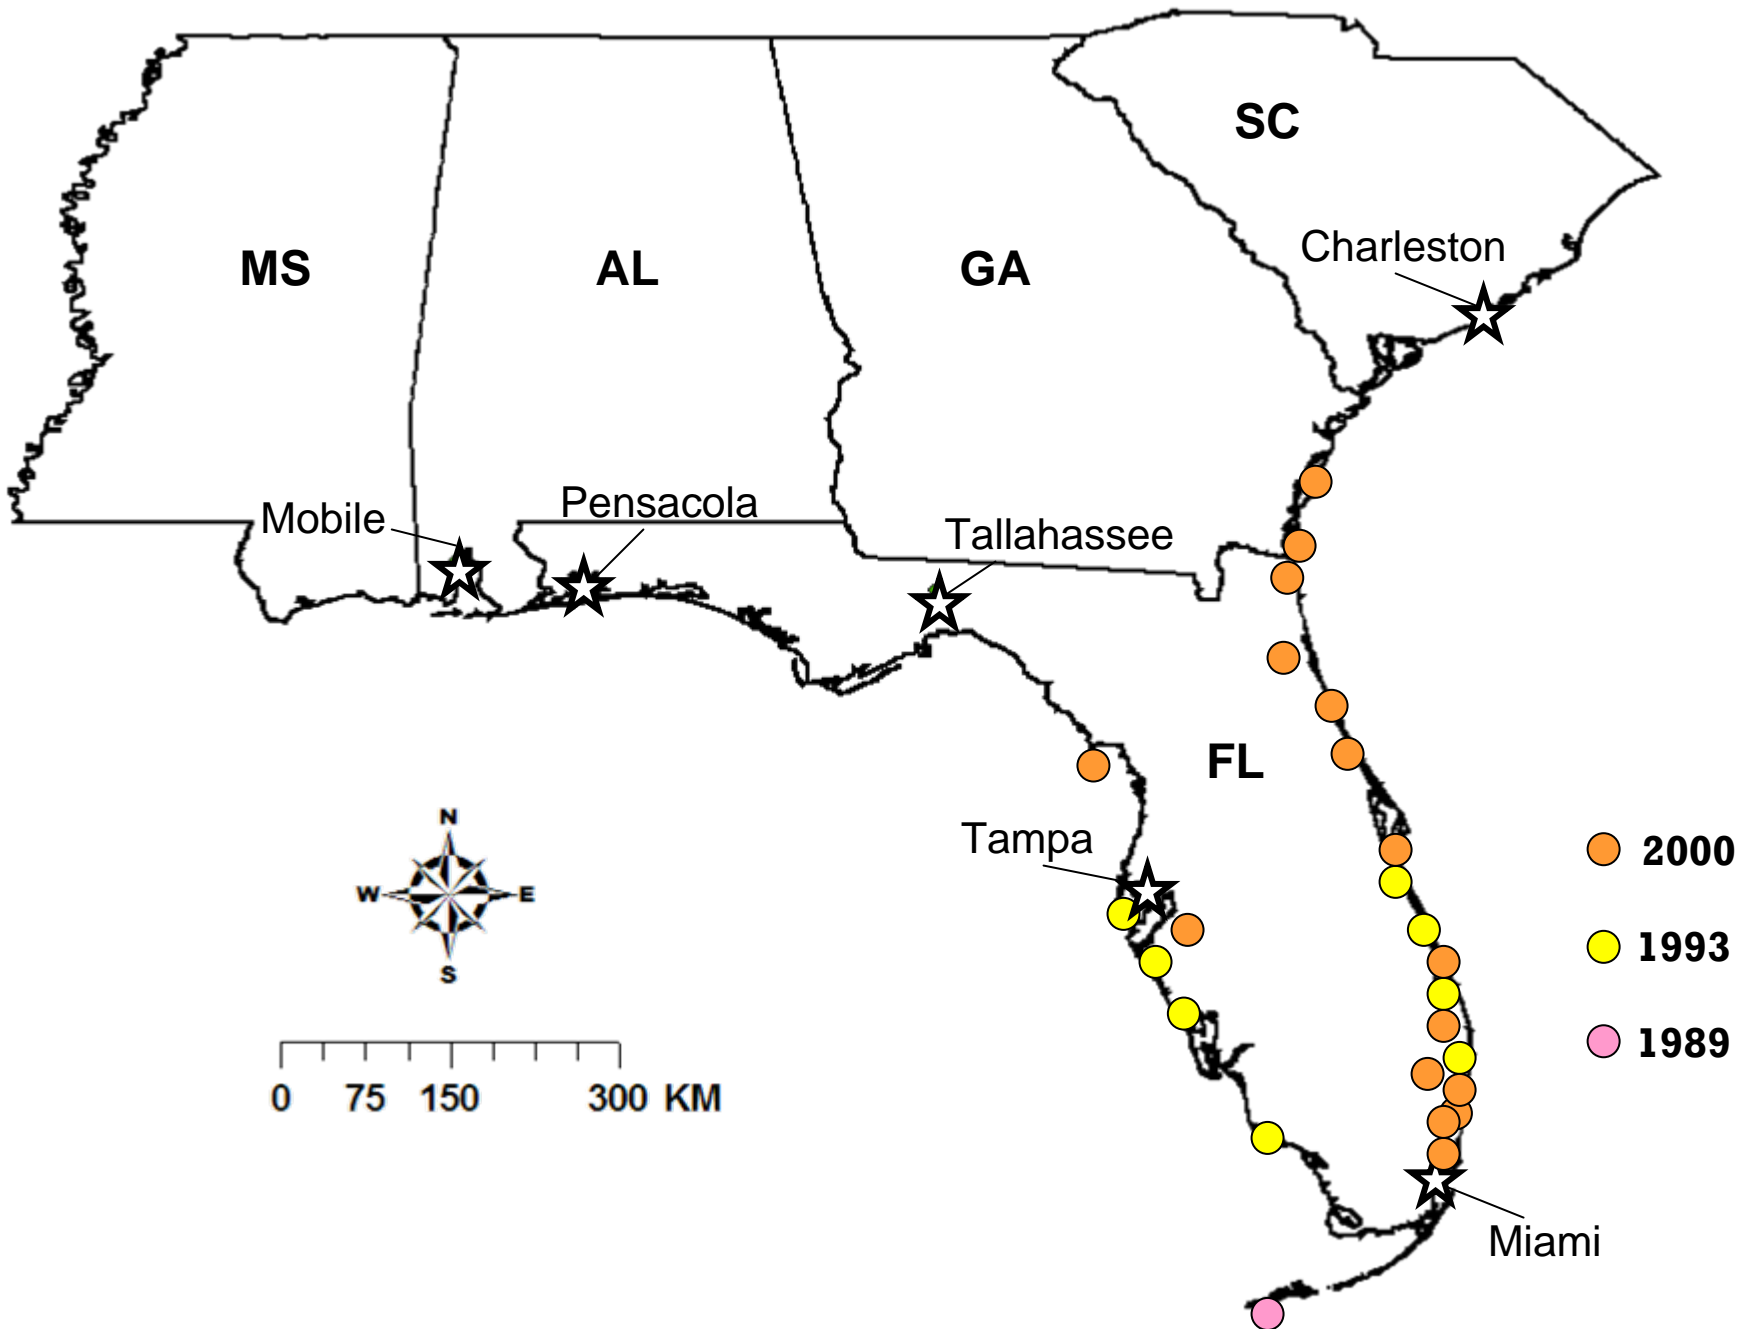 SC
Charleston
MS
AL
GA
Mobile
Pensacola
Tallahassee
FL
Tampa
N
W
E
S
2000
1993
1989
0 75 150 300 KM
Miami